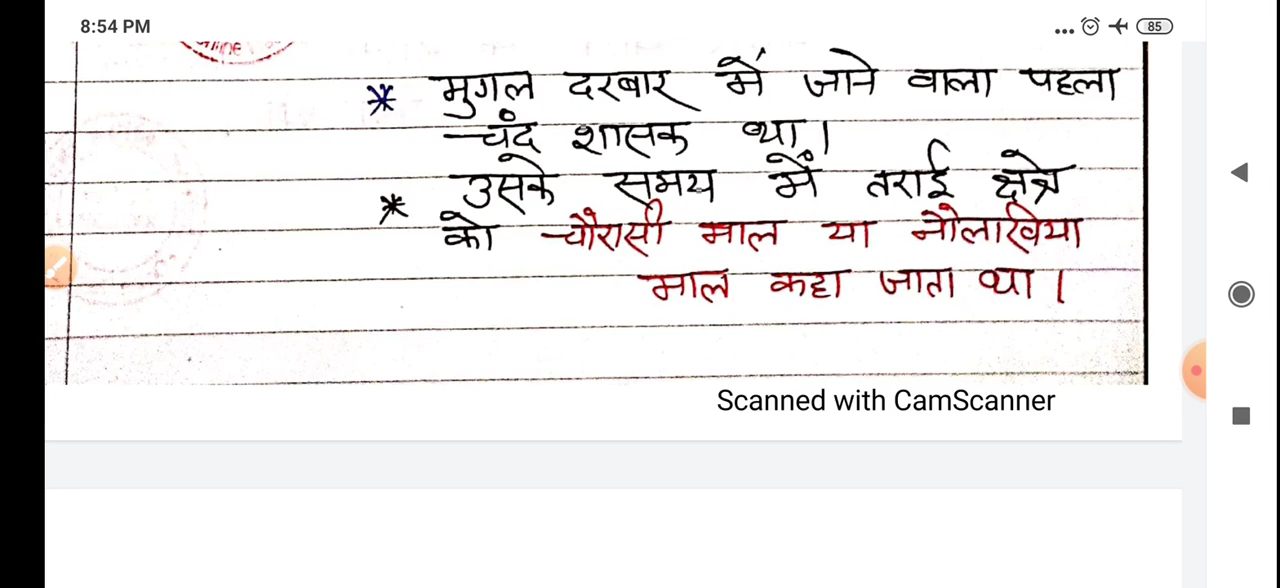 8:54 PM
... 85
* मुगल दरबार में जाने वाला पहला
चंद शासक था।
* उसके समय में तराई क्षेत्र
को चौरासी माल या नौलाखिया
माल कहा जाता था।
Scanned with CamScanner